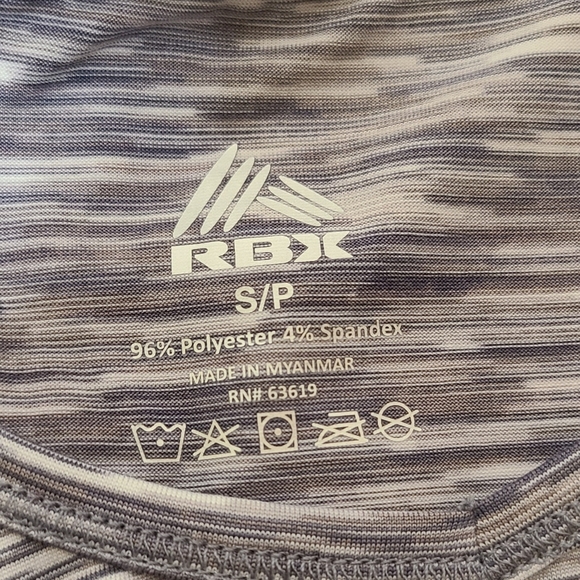 RBX
S/P
96% Polyester 4% Spandex
MADE IN MYANMAR
RN# 63619